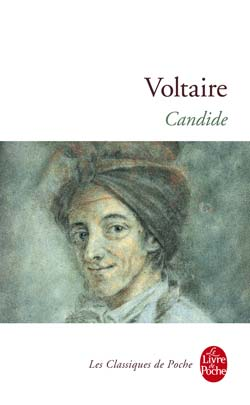 Voltaire
Candide
Les Classiques de Poche
Le
Livre
de
Poche